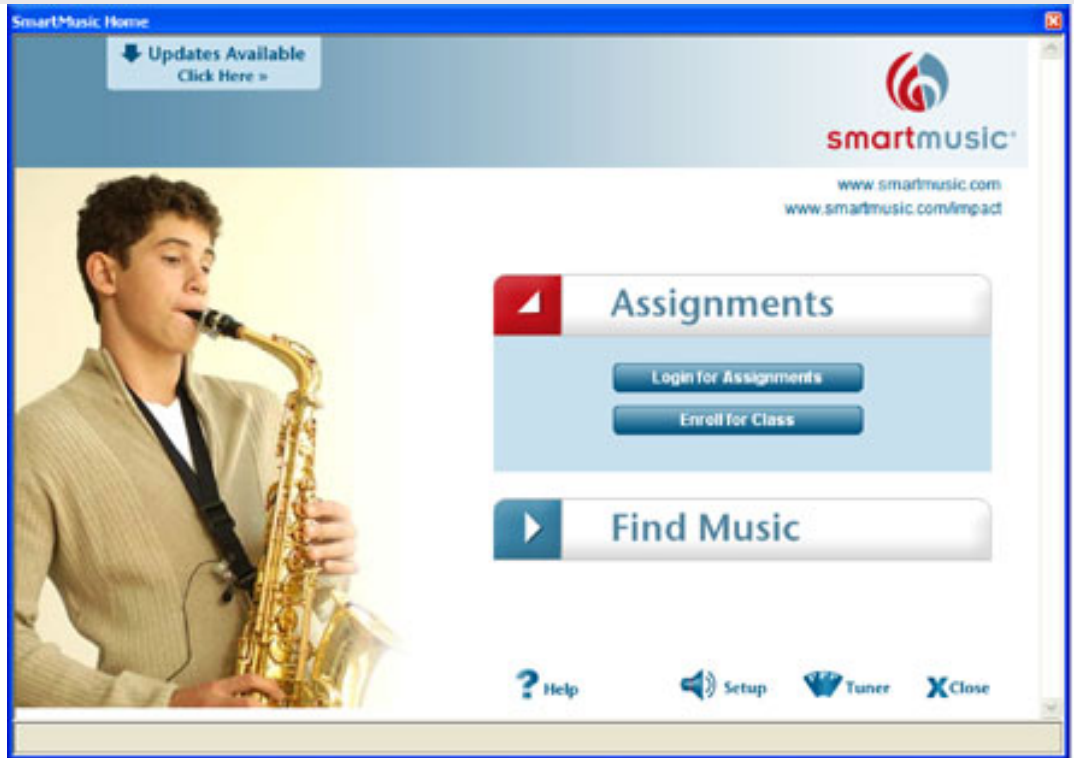 SmartMusic Home
Updates Available
Click Here »
smartmusic
www.smartmusic.com
www.smartmusic.com/impact
Assignments
Login for Assignments
Enroll for Class
Find Music
? Help
Setup
Tuner
X Close